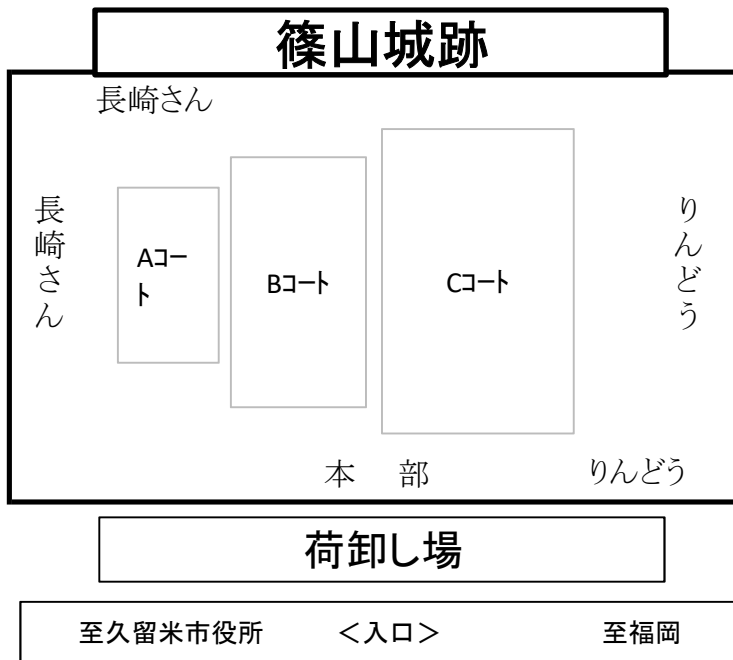 篠山城跡
長崎さん
長崎さん
Aコー
ト
Bコート
Cコート
りんどう
本　部
りんどう
荷卸し場
至久留米市役所　＜入口＞　至福岡